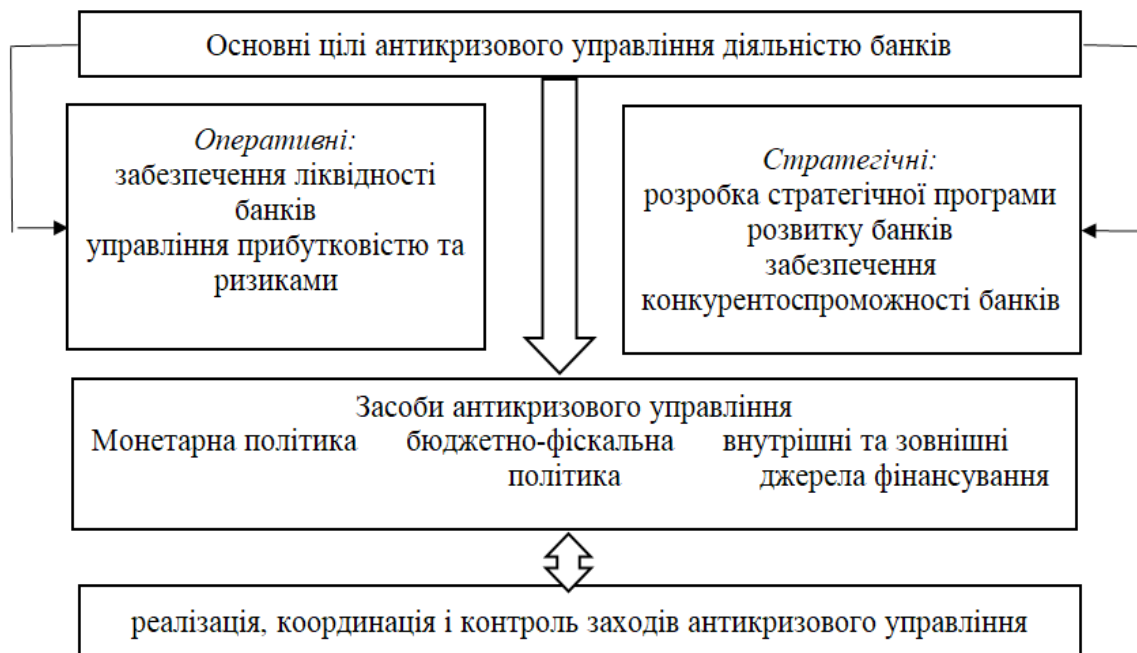 Основні цілі антикризового управління діяльністю банків
Оперативні:
забезпечення ліквідності
банків
управління прибутковістю та
ризиками
Стратегічні:
розробка стратегічної програми
розвитку банків
забезпечення
конкурентоспроможності банків
Засоби антикризового управління
Монетарна політика бюджетно-фіскальна внутрішні та зовнішні
політика джерела фінансування
реалізація, координація і контроль заходів антикризового управління